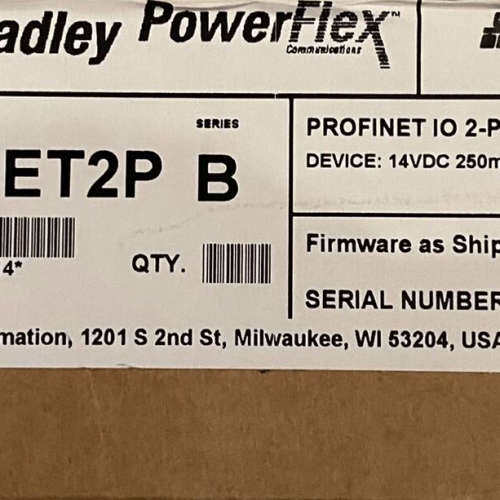 adley PowerFlex™
Communications
SERIES
ET2P B
PROFINET IO 2-P
DEVICE: 14VDC 250m
4*
QTY.
Firmware as Ship
SERIAL NUMBER
mation, 1201 S 2nd St, Milwaukee, WI 53204, USA